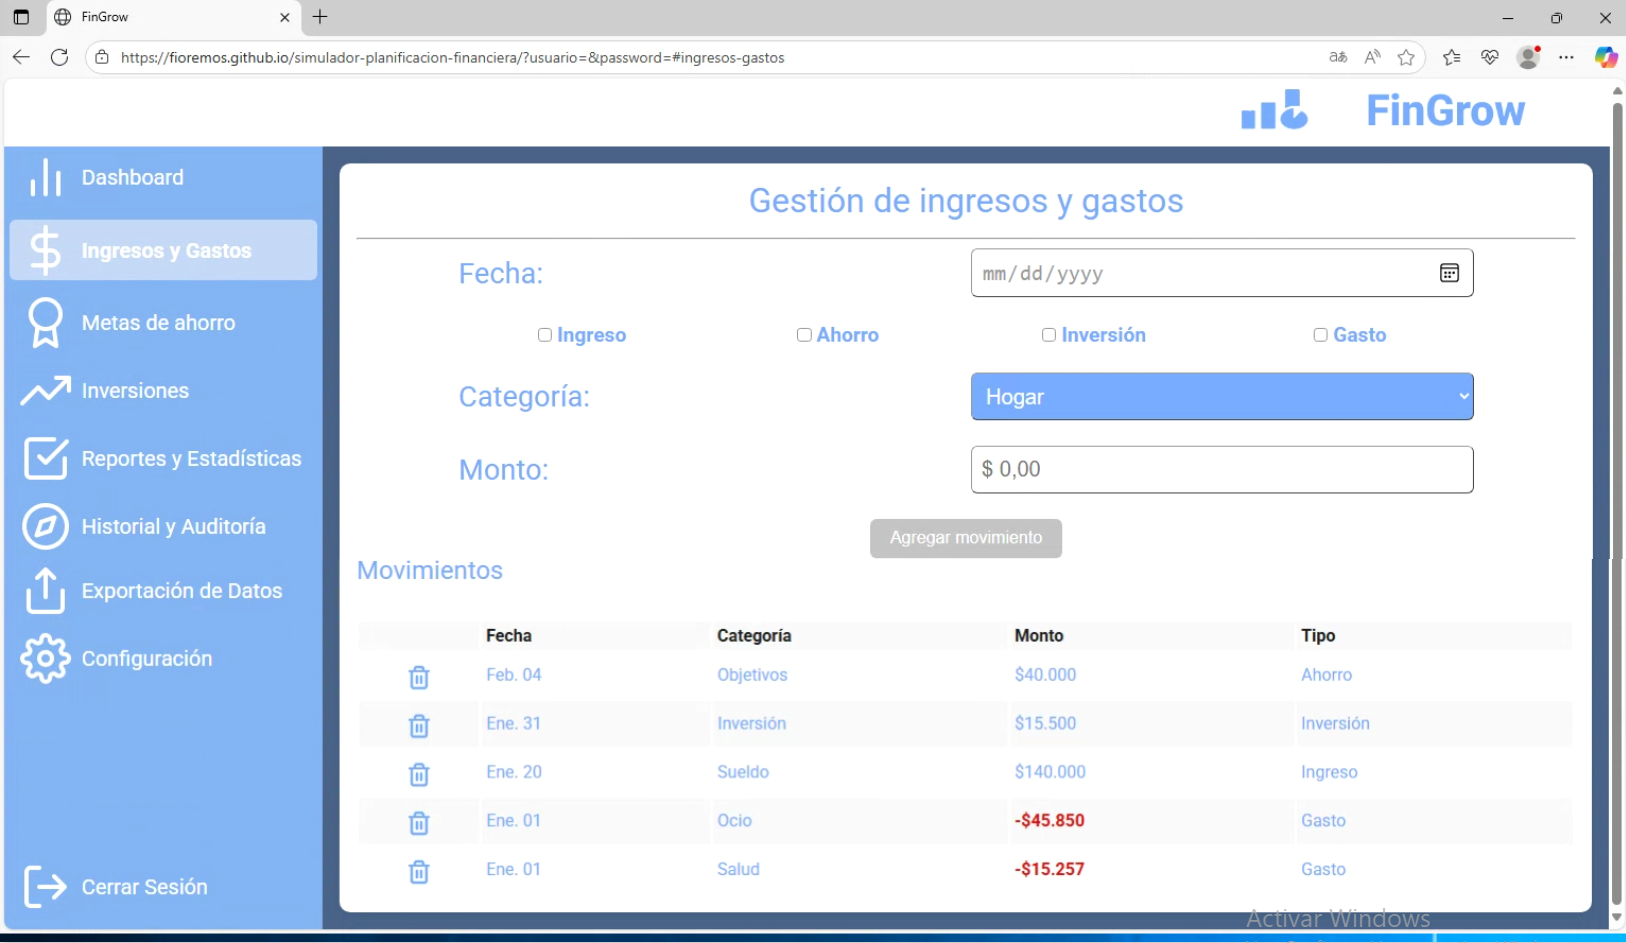 FinGrow
https://fioremos.github.io/simulador-planificacion-financiera/?usuario=&password=#ingresos-gastos
FinGrow
Dashboard
Ingresos y Gastos
Metas de ahorro
Inversiones
Reportes y Estadísticas
Historial y Auditoría
Exportación de Datos
Configuración
Cerrar Sesión
Gestión de ingresos y gastos
Fecha: mm/dd/yyyy
Ingreso Ahorro Inversión Gasto
Categoría: Hogar
Monto: $ 0,00
Agregar movimiento
Movimientos
Fecha Categoría Monto Tipo
Feb. 04 Objetivos $40.000 Ahorro
Ene. 31 Inversión $15.500 Inversión
Ene. 20 Sueldo $140.000 Ingreso
Ene. 01 Ocio -$45.850 Gasto
Ene. 01 Salud -$15.257 Gasto
Activar Windows